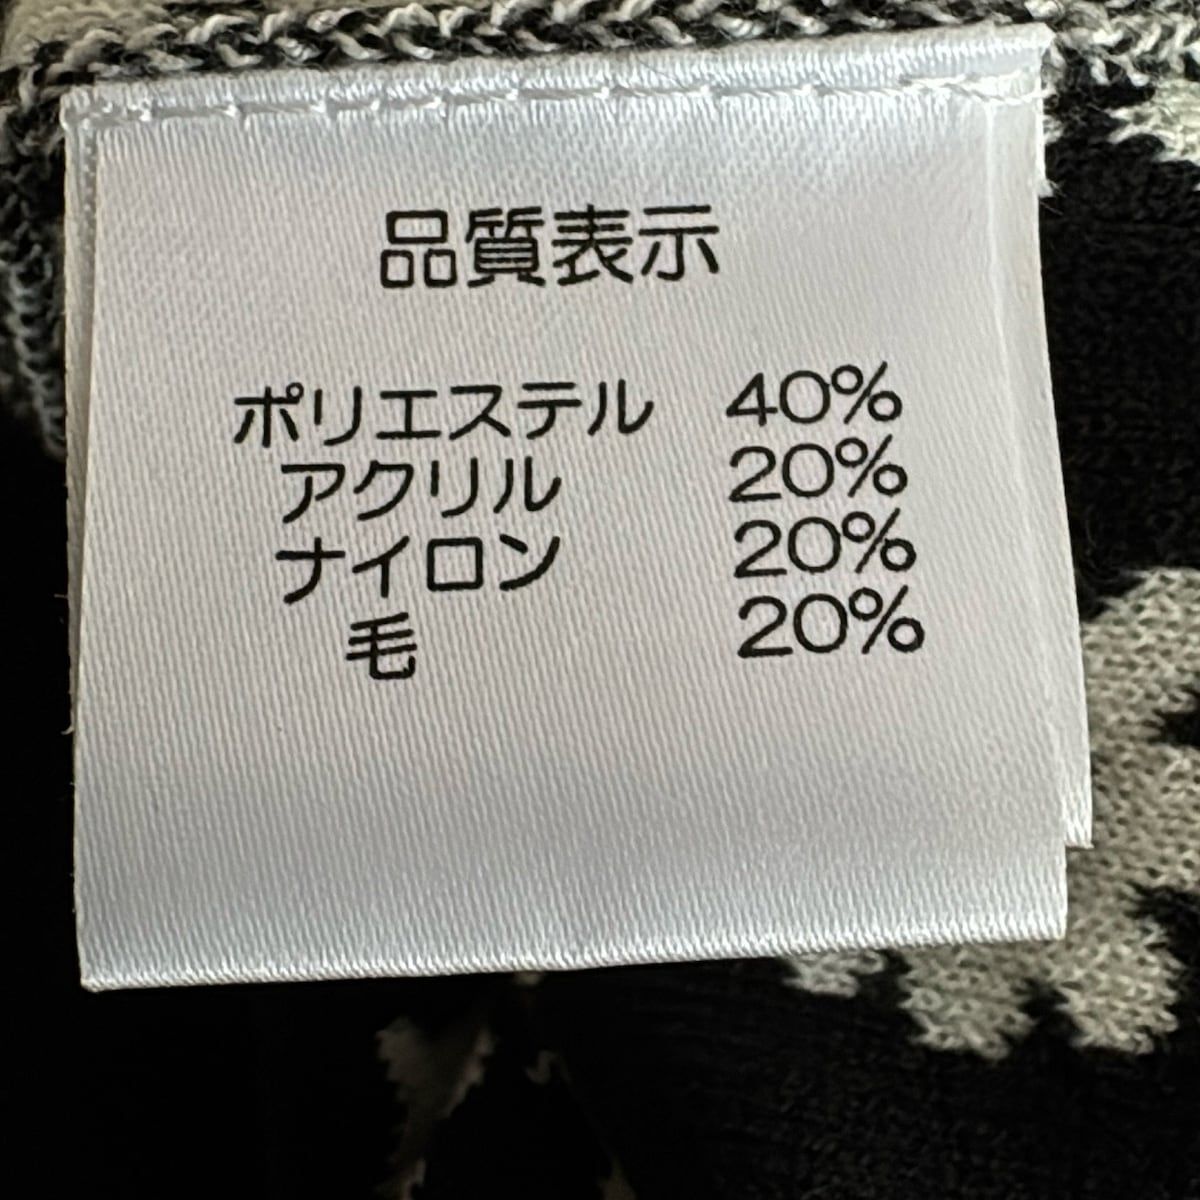 品質表示
ポリエステル 40%
アクリル 20%
ナイロン 20%
毛 20%